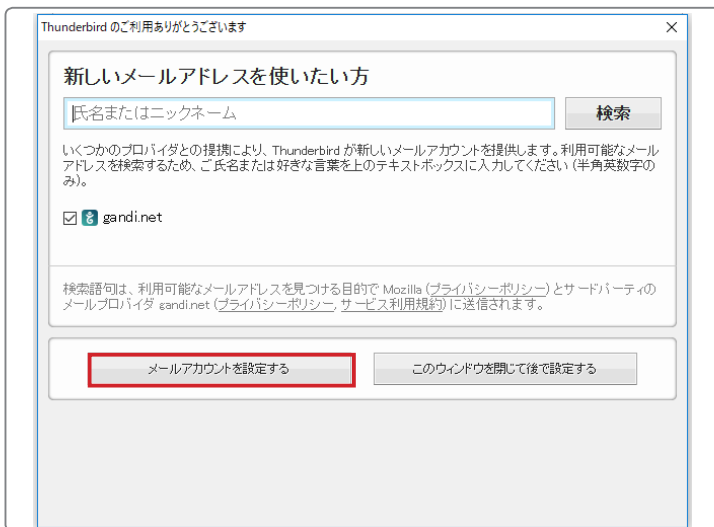 Thunderbird のご利用ありがとうございます
新しいメールアドレスを使いたい方
氏名またはニックネーム
検索
いくつかのプロバイダとの提携により、Thunderbird が新しいメールアカウントを提供します。利用可能なメール
アドレスを検索するため、ご氏名または好きな言葉を上のテキストボックスに入力してください (半角英数字の
み)。
gandi.net
検索語句は、利用可能なメールアドレスを見つける目的で Mozilla (プライバシーポリシー) とサードパーティの
メールプロバイダ gandi.net (プライバシーポリシー, サービス利用規約) に送信されます。
メールアカウントを設定する
このウィンドウを閉じて後で設定する